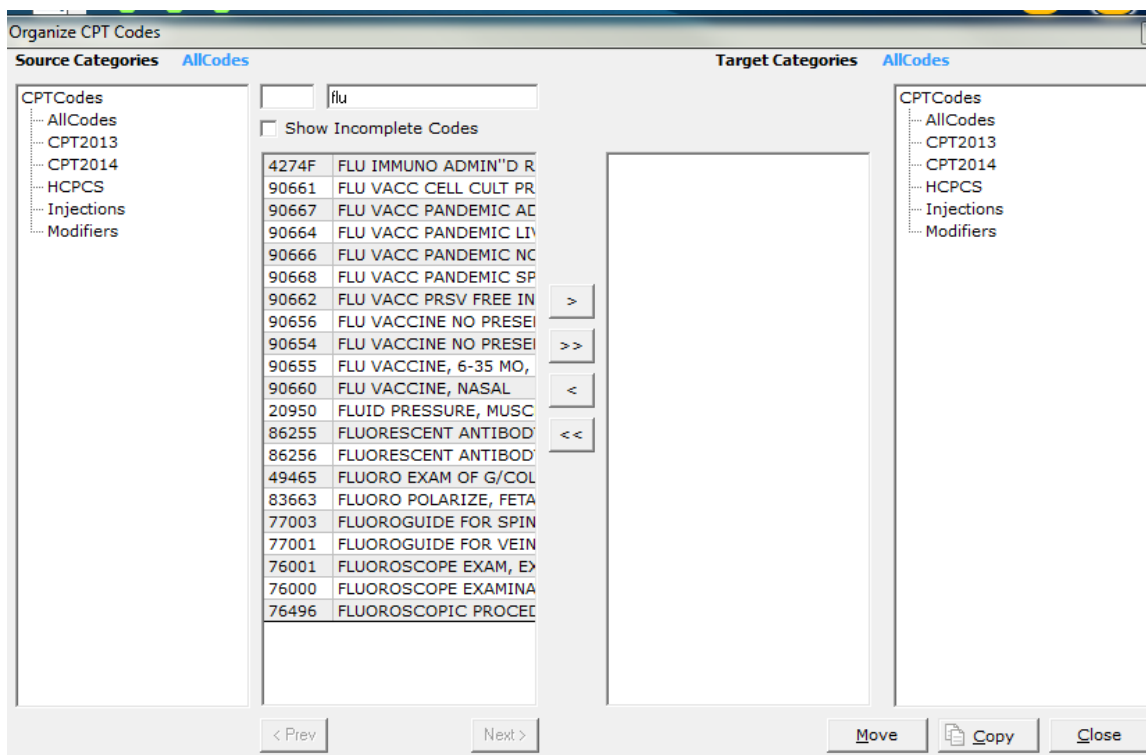 Organize CPT Codes
Source Categories AllCodes
Target Categories AllCodes
CPTCodes
AllCodes
CPT2013
CPT2014
HCPCS
Injections
Modifiers
flu
Show Incomplete Codes
4274F FLU IMMUNO ADMIN"D R
90661 FLU VACC CELL CULT PR
90667 FLU VACC PANDEMIC AD
90664 FLU VACC PANDEMIC LIV
90666 FLU VACC PANDEMIC NO
90668 FLU VACC PANDEMIC SP
90662 FLU VACC PRSV FREE IN
90656 FLU VACCINE NO PRESE
90654 FLU VACCINE NO PRESE
90655 FLU VACCINE, 6-35 MO,
90660 FLU VACCINE, NASAL
20950 FLUID PRESSURE, MUSC
86255 FLUORESCENT ANTIBOD
86256 FLUORESCENT ANTIBOD
49465 FLUORO EXAM OF G/COL
83663 FLUORO POLARIZE, FETA
77003 FLUOROGUIDE FOR SPIN
77001 FLUOROGUIDE FOR VEIN
76001 FLUOROSCOPE EXAM, EX
76000 FLUOROSCOPE EXAMINA
76496 FLUOROSCOPIC PROCED
>
>>
<
<<
CPTCodes
AllCodes
CPT2013
CPT2014
HCPCS
Injections
Modifiers
< Prev Next > Move Copy Close